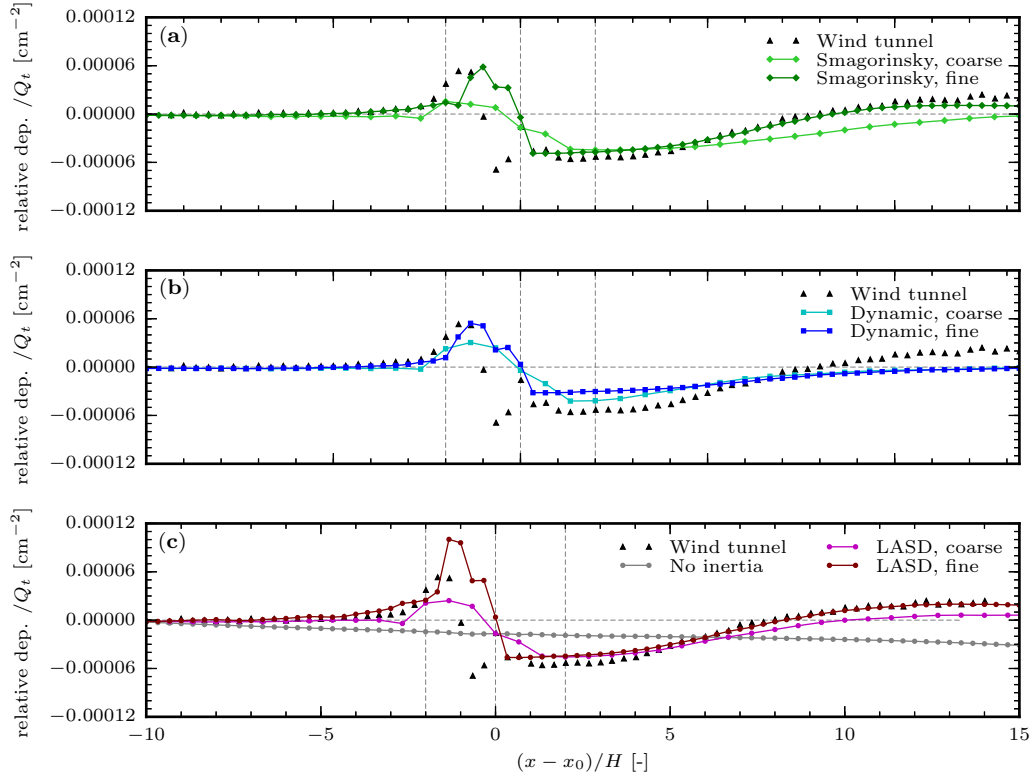 0.00012
0.00006
0.00000
−0.00006
−0.00012
relative dep. /Q_t [cm^{−2}]
(a)
Wind tunnel
Smagorinsky, coarse
Smagorinsky, fine
0.00012
0.00006
0.00000
−0.00006
−0.00012
relative dep. /Q_t [cm^{−2}]
(b)
Wind tunnel
Dynamic, coarse
Dynamic, fine
0.00012
0.00006
0.00000
−0.00006
−0.00012
relative dep. /Q_t [cm^{−2}]
(c)
Wind tunnel
No inertia
LASD, coarse
LASD, fine
−10 −5 0 5 10 15
(x − x_0)/H [-]